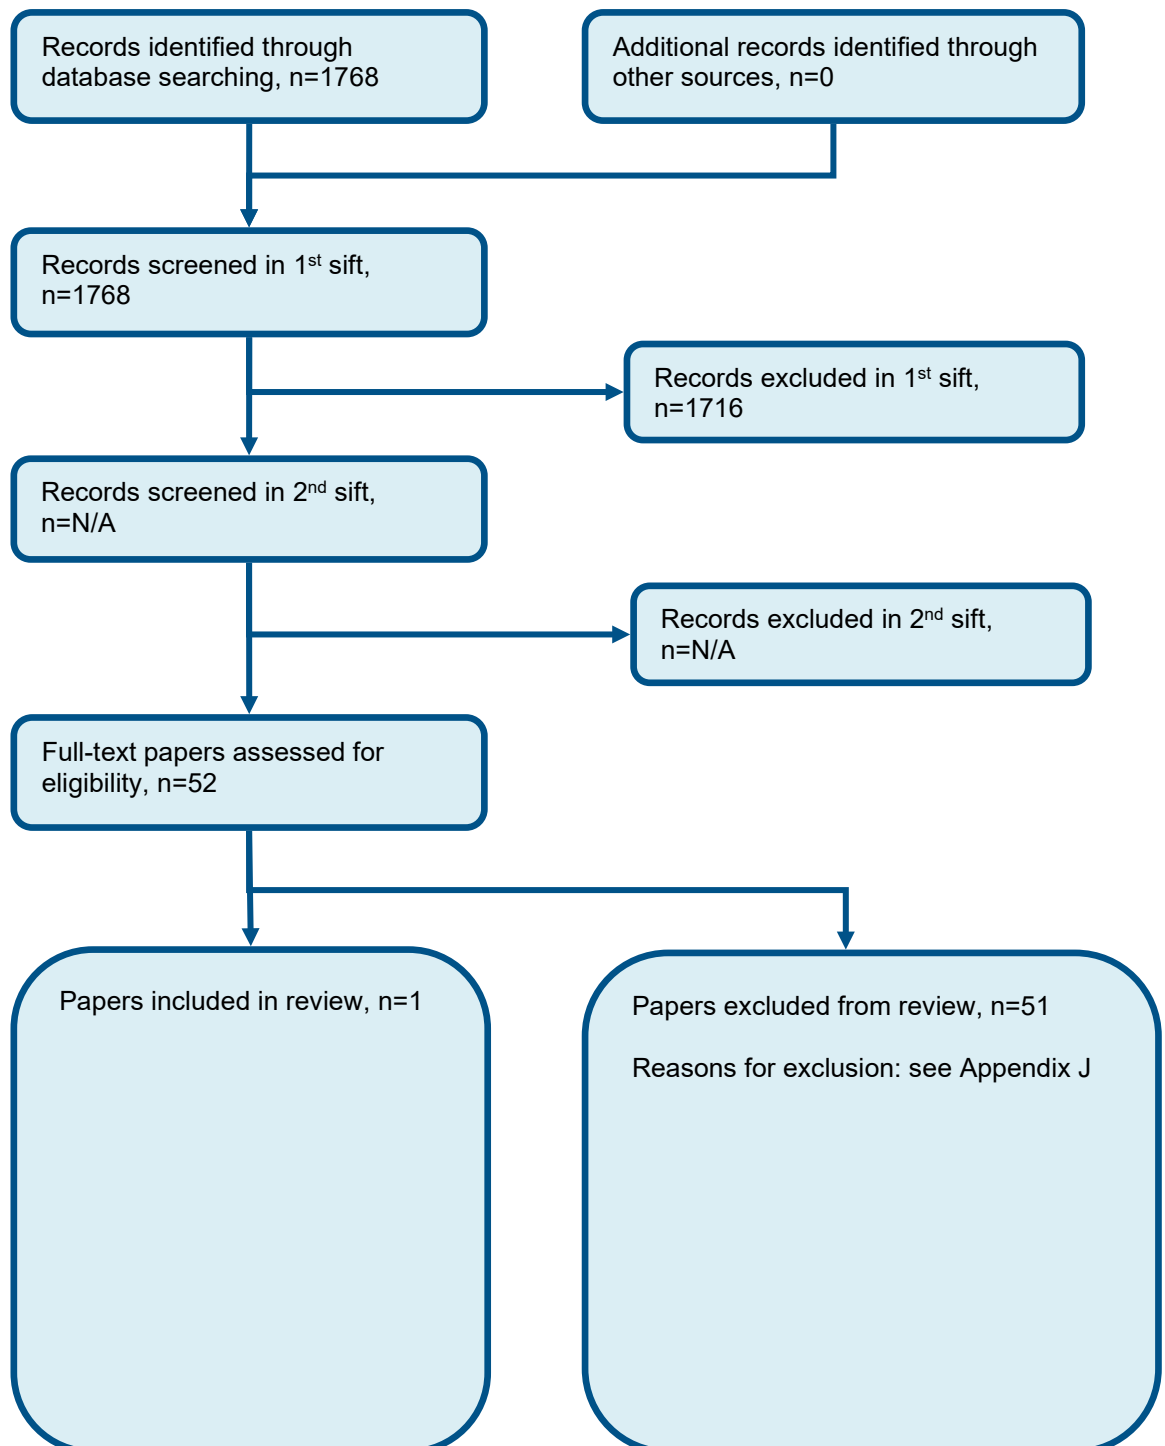 Records identified through
database searching, n=1768
Additional records identified through
other sources, n=0
Records screened in 1st sift,
n=1768
Records excluded in 1st sift,
n=1716
Records screened in 2nd sift,
n=N/A
Records excluded in 2nd sift,
n=N/A
Full-text papers assessed for
eligibility, n=52
Papers included in review, n=1
Papers excluded from review, n=51
Reasons for exclusion: see Appendix J